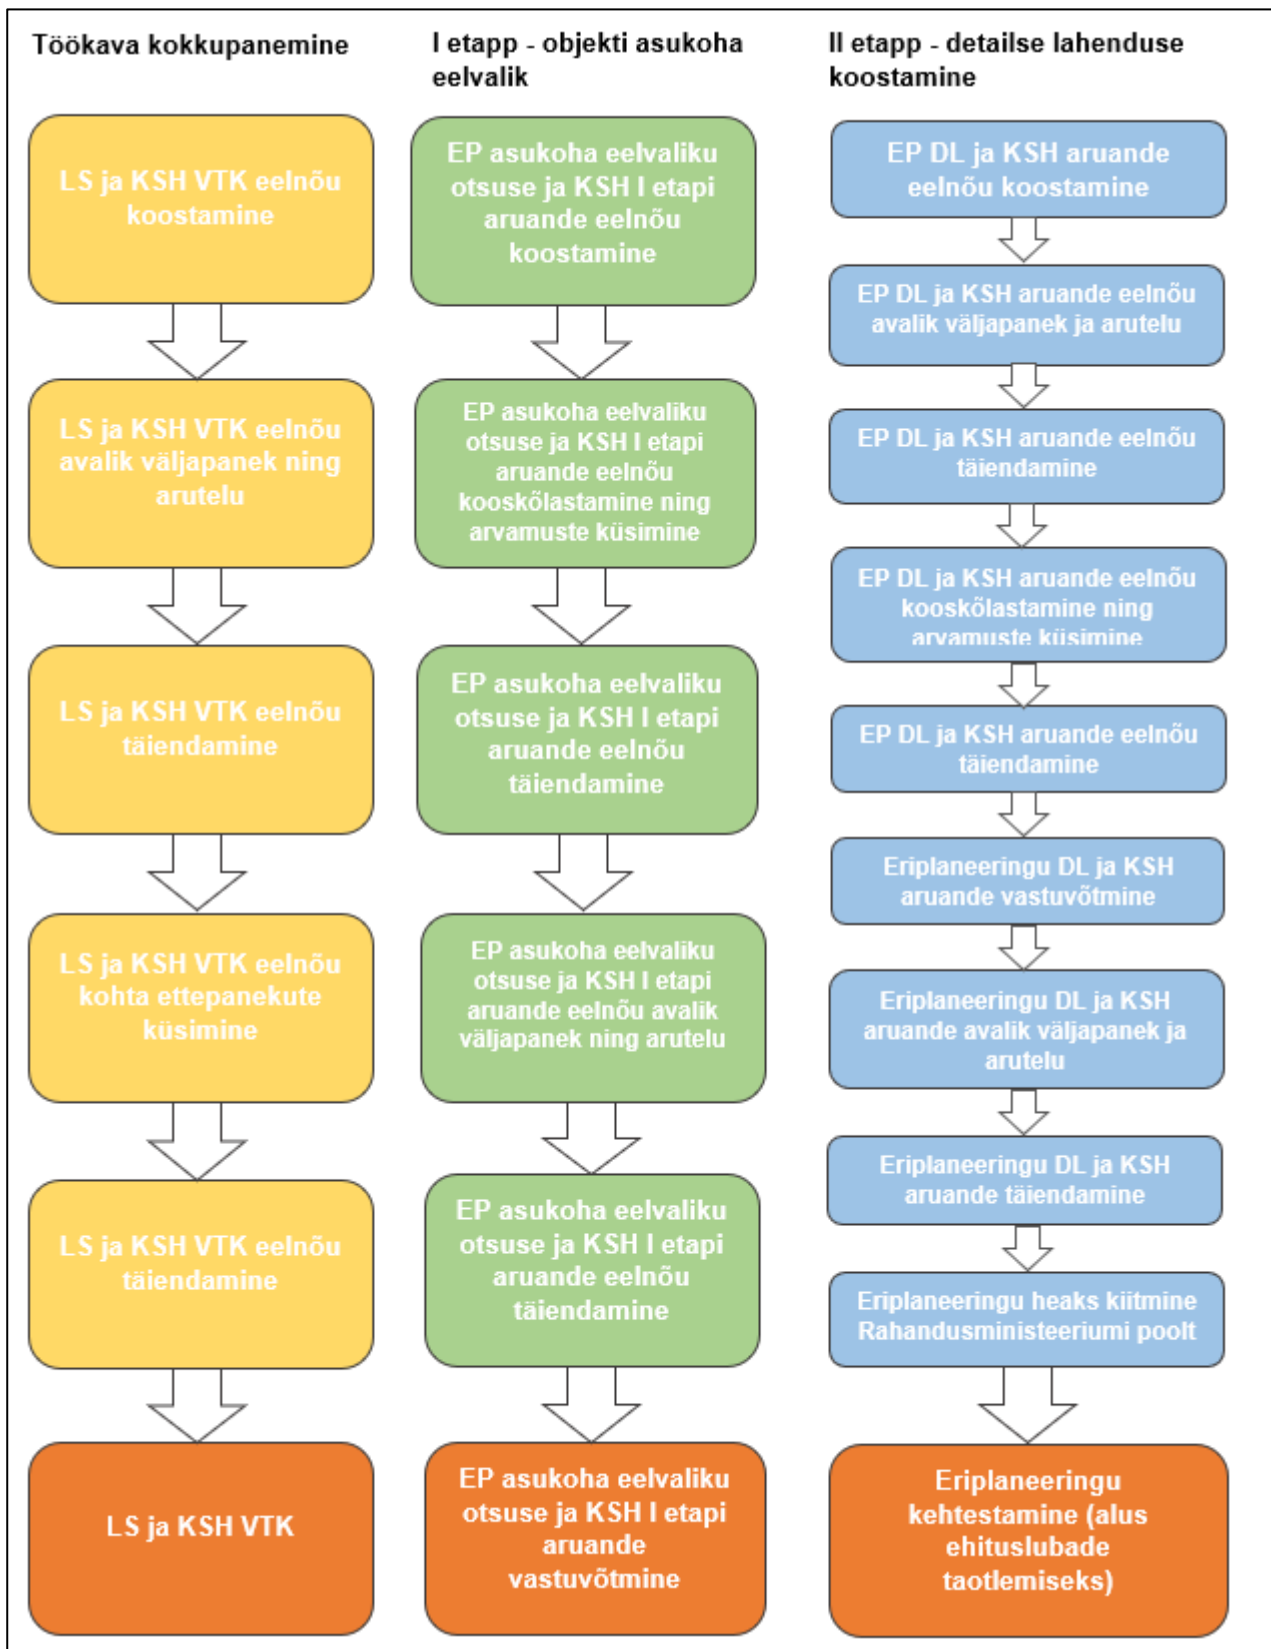 Töökava kokkupanemine
LS ja KSH VTK eelnõu
koostamine
LS ja KSH VTK eelnõu
avalik väljapanek ning
arutelu
LS ja KSH VTK eelnõu
täiendamine
LS ja KSH VTK eelnõu
kohta ettepanekute
küsimine
LS ja KSH VTK eelnõu
täiendamine
LS ja KSH VTK
I etapp - objekti asukoha
eelvalik
EP asukoha eelvaliku
otsuse ja KSH I etapi
aruande eelnõu
koostamine
EP asukoha eelvaliku
otsuse ja KSH I etapi
aruande eelnõu
kooskõlastamine ning
arvamuste küsimine
EP asukoha eelvaliku
otsuse ja KSH I etapi
aruande eelnõu
täiendamine
EP asukoha eelvaliku
otsuse ja KSH I etapi
aruande eelnõu avalik
väljapanek ning arutelu
EP asukoha eelvaliku
otsuse ja KSH I etapi
aruande eelnõu
täiendamine
EP asukoha eelvaliku
otsuse ja KSH I etapi
aruande
vastuvõtmine
II etapp - detailse lahenduse
koostamine
EP DL ja KSH aruande
eelnõu koostamine
EP DL ja KSH aruande eelnõu
avalik väljapanek ja arutelu
EP DL ja KSH aruande eelnõu
täiendamine
EP DL ja KSH aruande eelnõu
kooskõlastamine ning
arvamuste küsimine
EP DL ja KSH aruande eelnõu
täiendamine
Eriplaneeringu DL ja KSH
aruande vastuvõtmine
Eriplaneeringu DL ja KSH
aruande avalik väljapanek ja
arutelu
Eriplaneeringu DL ja KSH
aruande täiendamine
Eriplaneeringu heaks kiitmine
Rahandusministeeriumi poolt
Eriplaneeringu
kehtestamine (alus
ehituslubade
taotlemiseks)